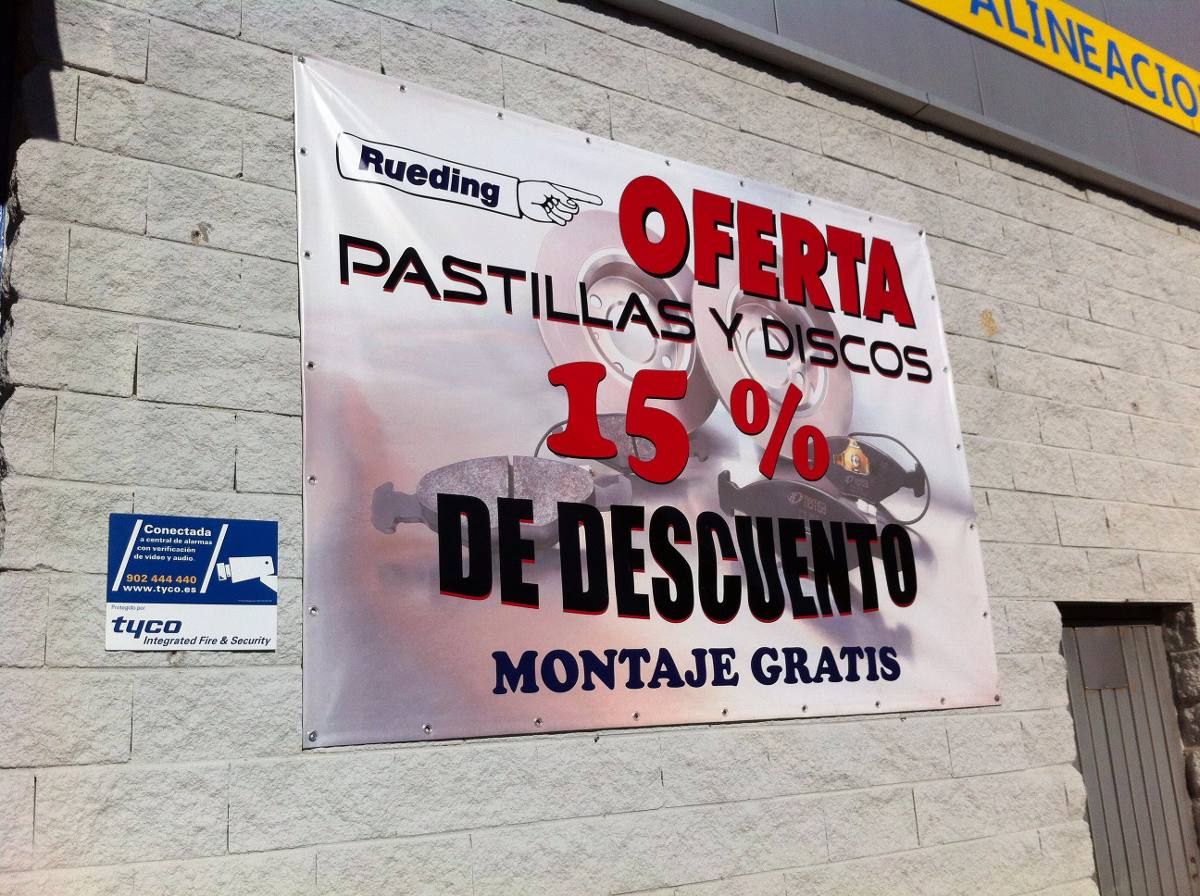 ALINEACIO
Rueding
OFERTA
PASTILLAS Y DISCOS
15 %
DE DESCUENTO
MONTAJE GRATIS
Conectada
a central de alarmas
con verificación
de vídeo y audio.
902 444 440
www.tyco.es
Protegido por
tyco
Integrated Fire & Security